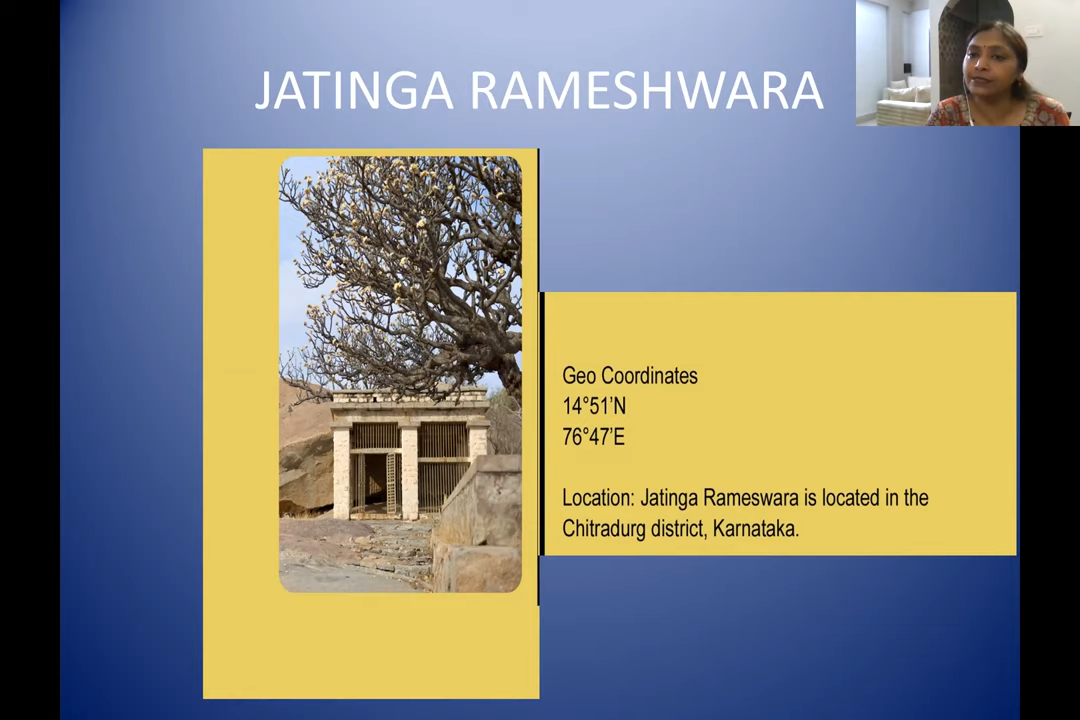 JATINGA RAMESHWARA
Geo Coordinates
14°51’N
76°47’E
Location: Jatinga Rameswara is located in the
Chitradurg district, Karnataka.